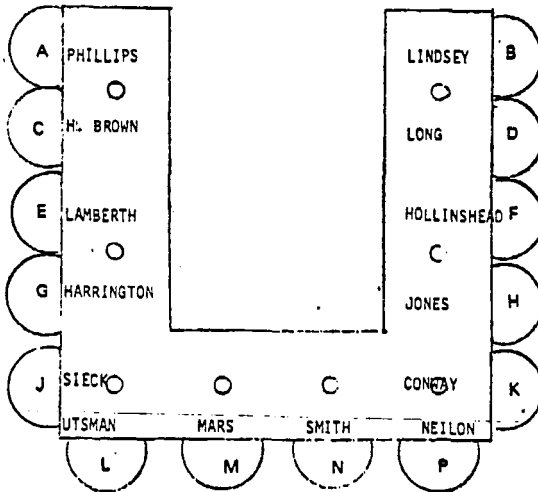 A PHILLIPS LINDSEY B
C H. BROWN LONG D
E LAMBERTH HOLLINSHEAD F
G HARRINGTON JONES H
J SIECK CONWAY K
UTSMAN MARS SMITH NEILON
L M N P